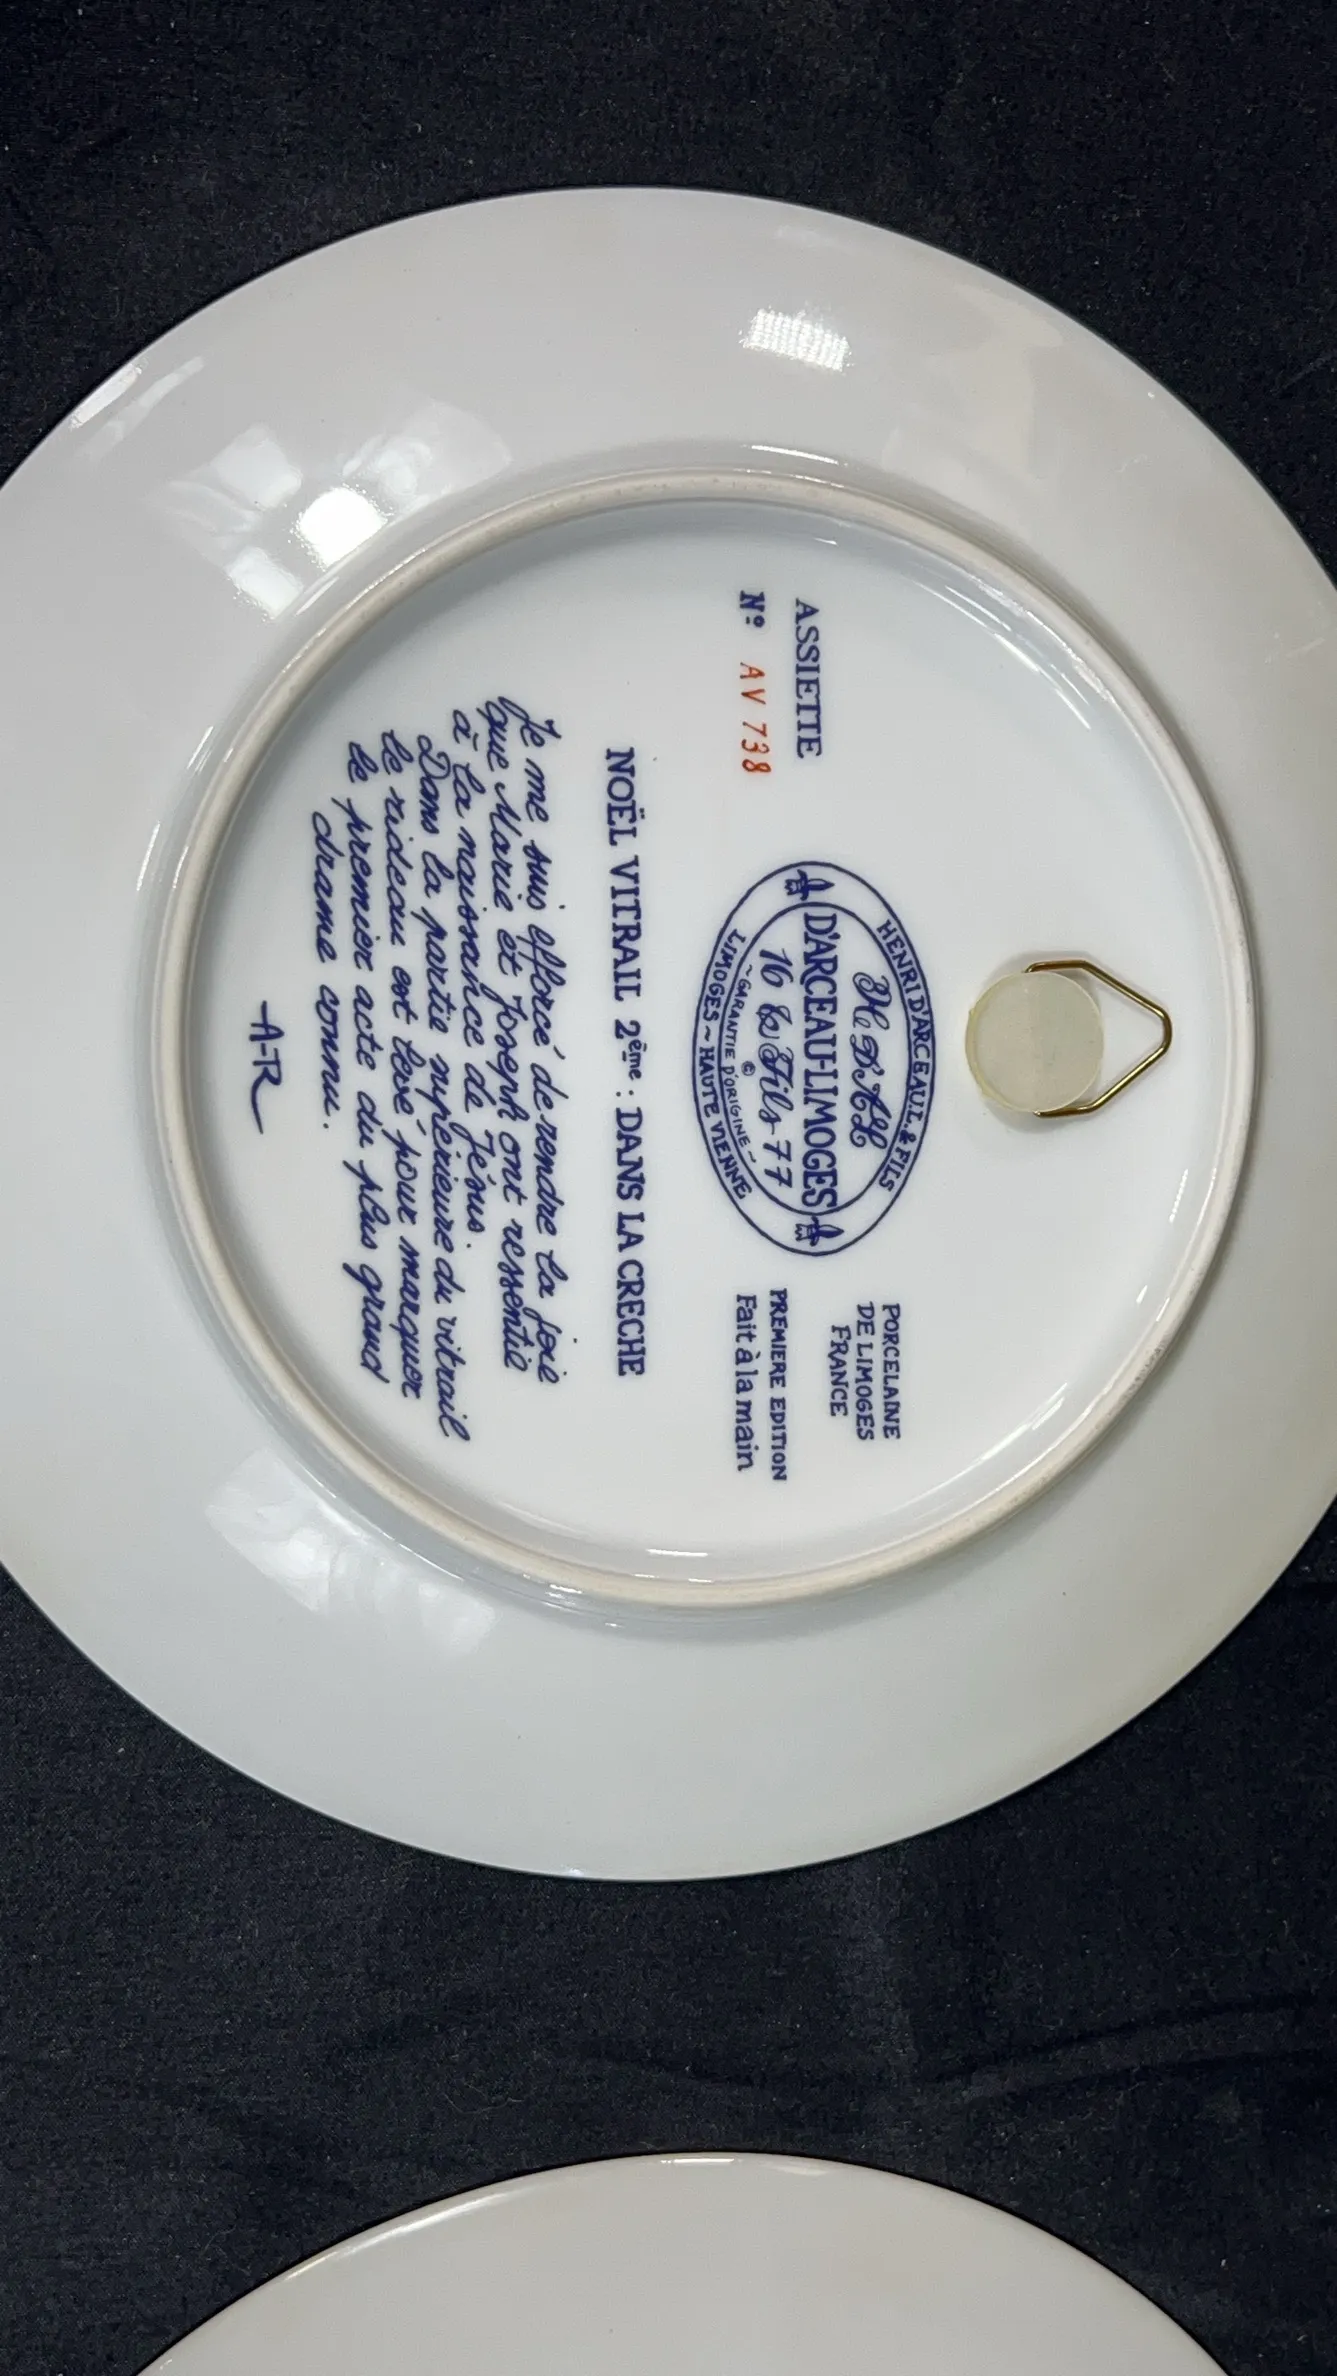 ASSIETTE
Nº AV 738
HENRI D'ARCEAU.L. & FILS
H D'A&L
D'ARCEAU-LIMOGES
16 & Fils 77
©
~GARANTIE D'ORIGINE~
LIMOGES ~ HAUTE VIENNE
PORCELAINE
DE LIMOGES
FRANCE
PREMIERE EDITION
Fait à la main
NOËL VITRAIL 2ème : DANS LA CRECHE
Je me suis efforcé de rendre la joie
que Marie et Joseph ont ressentie
à la naissance de Jésus.
Dans la partie supérieure du vitrail
le rideau est levé pour marquer
le premier acte du plus grand
drame connu.
A-R